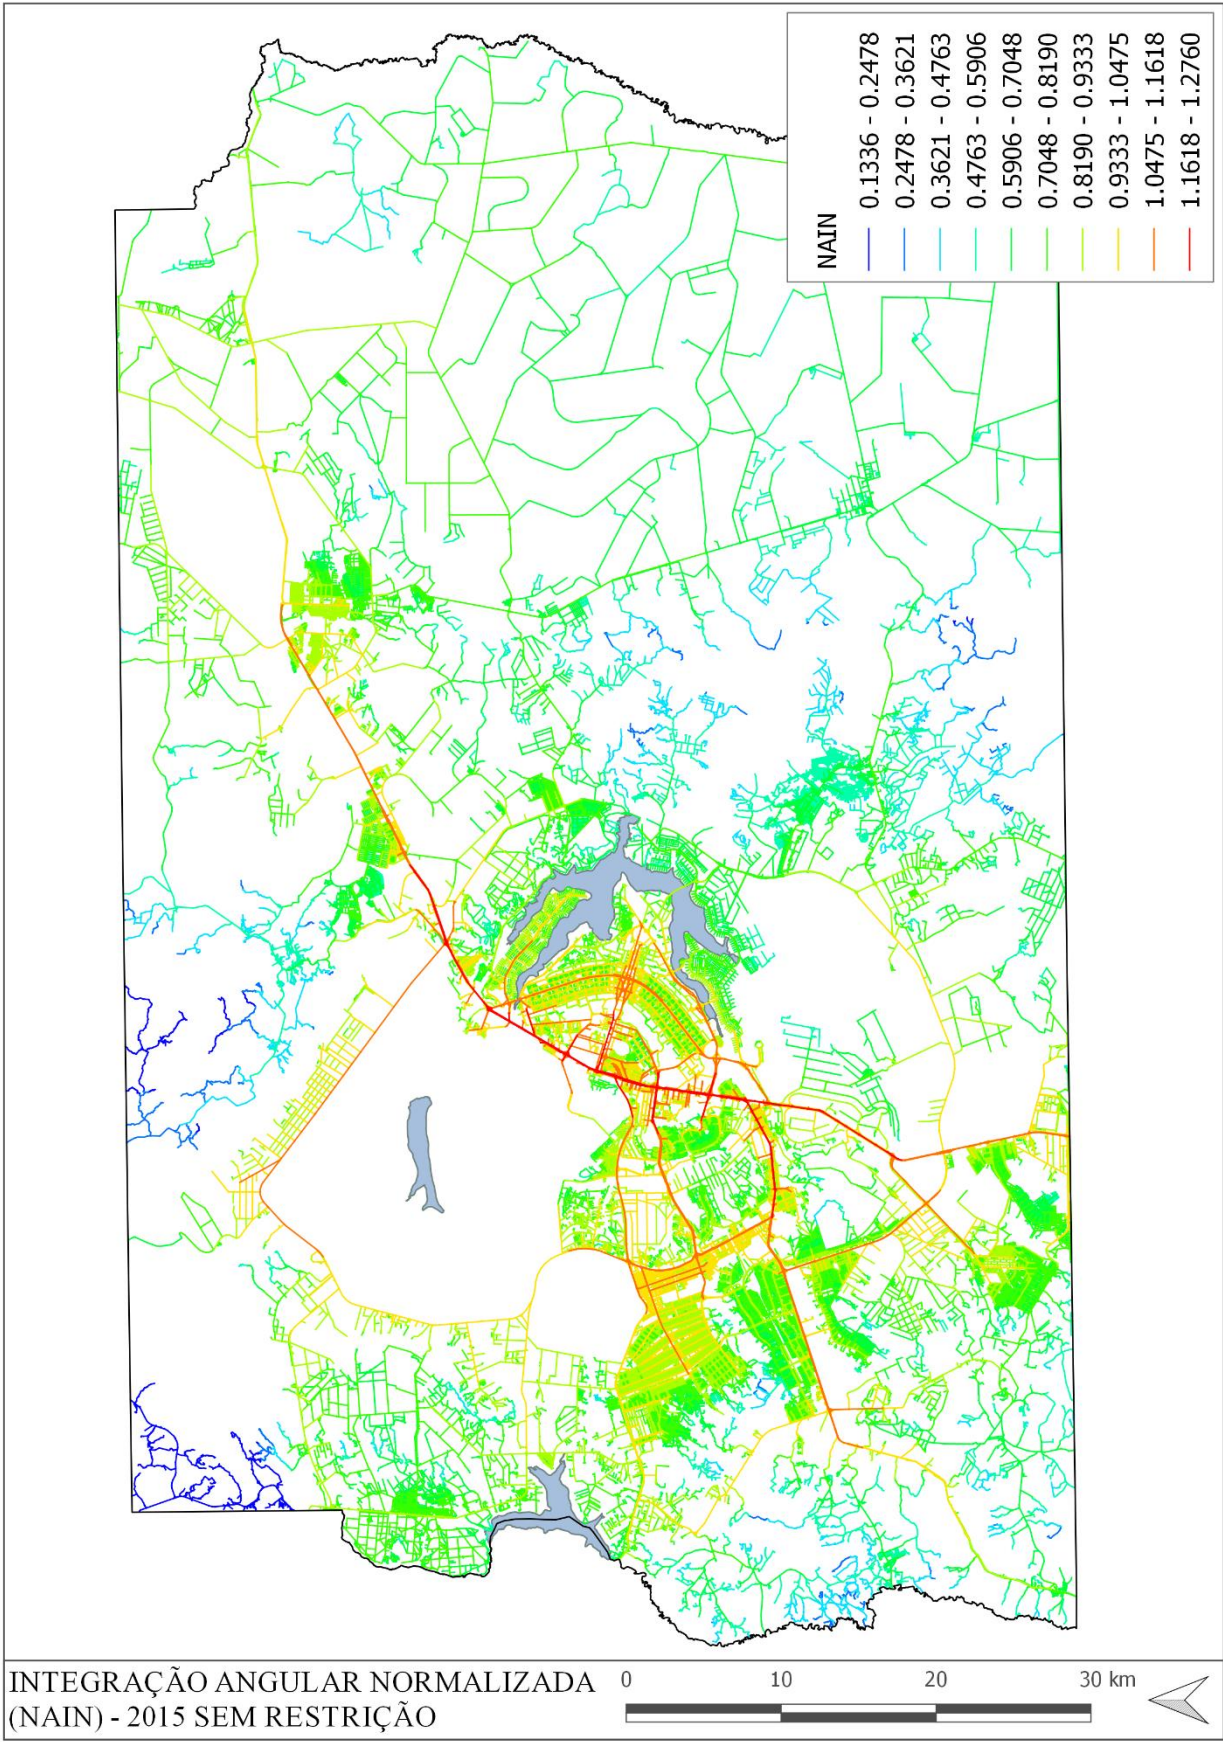 NAIN
0.1336 - 0.2478
0.2478 - 0.3621
0.3621 - 0.4763
0.4763 - 0.5906
0.5906 - 0.7048
0.7048 - 0.8190
0.8190 - 0.9333
0.9333 - 1.0475
1.0475 - 1.1618
1.1618 - 1.2760
INTEGRAÇÃO ANGULAR NORMALIZADA
(NAIN) - 2015 SEM RESTRIÇÃO
0 10 20 30 km